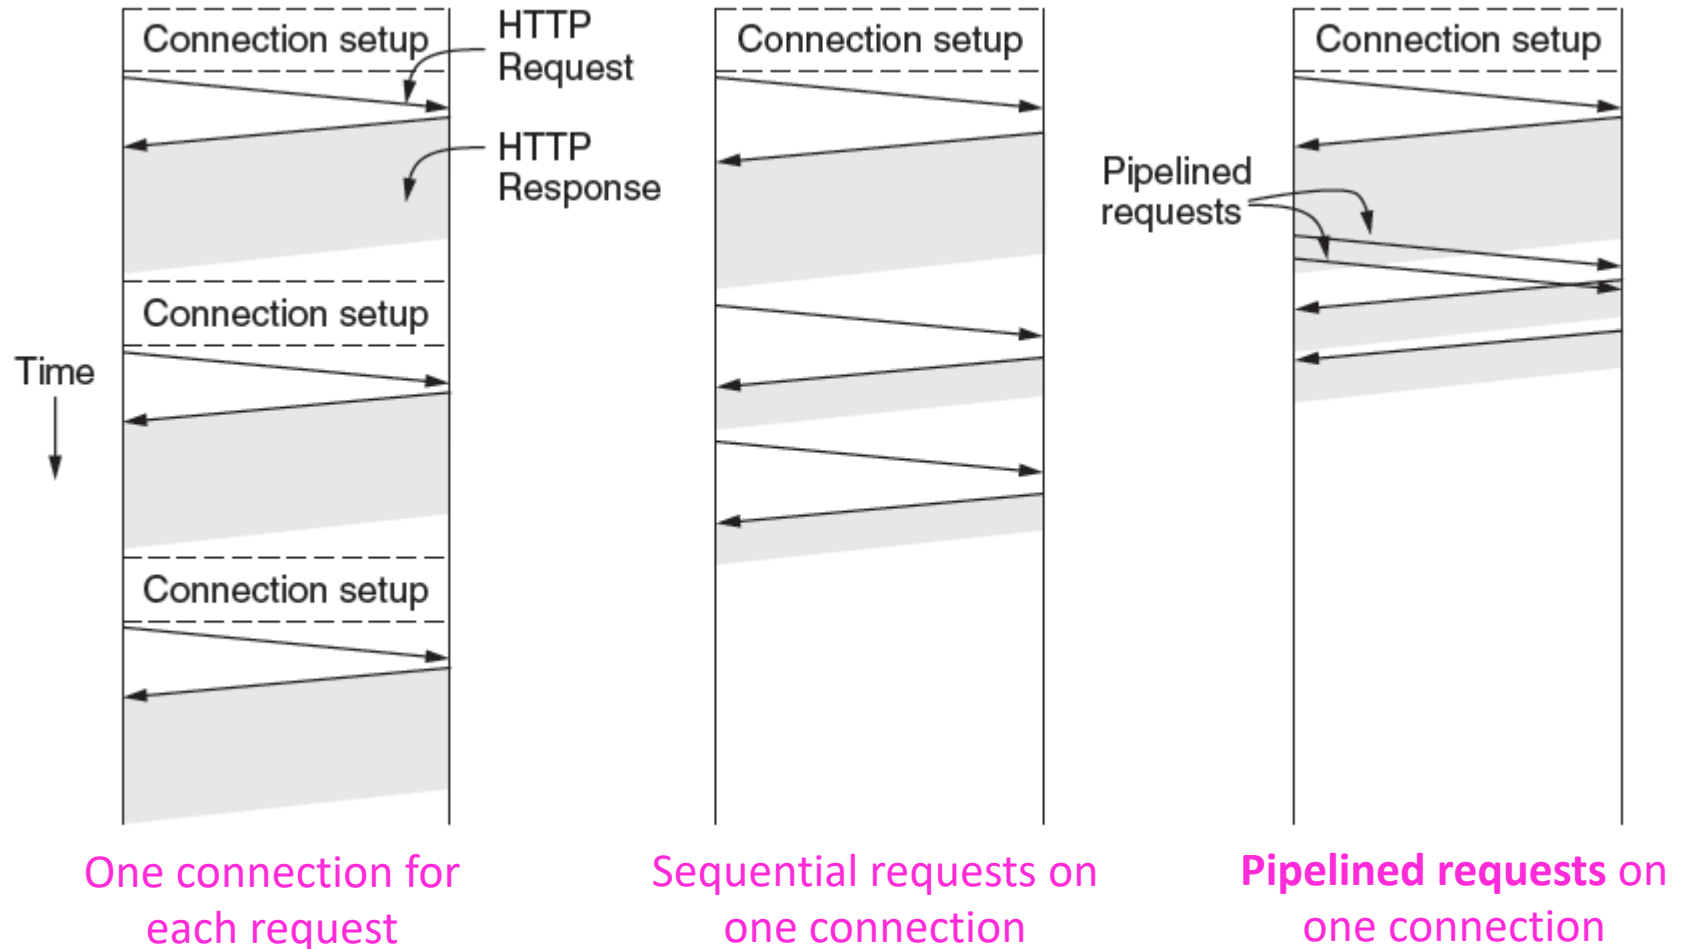 Connection setup
HTTP
Request
HTTP
Response
Connection setup
Time
Connection setup
One connection for
each request
Connection setup
Sequential requests on
one connection
Connection setup
Pipelined
requests
Pipelined requests on
one connection